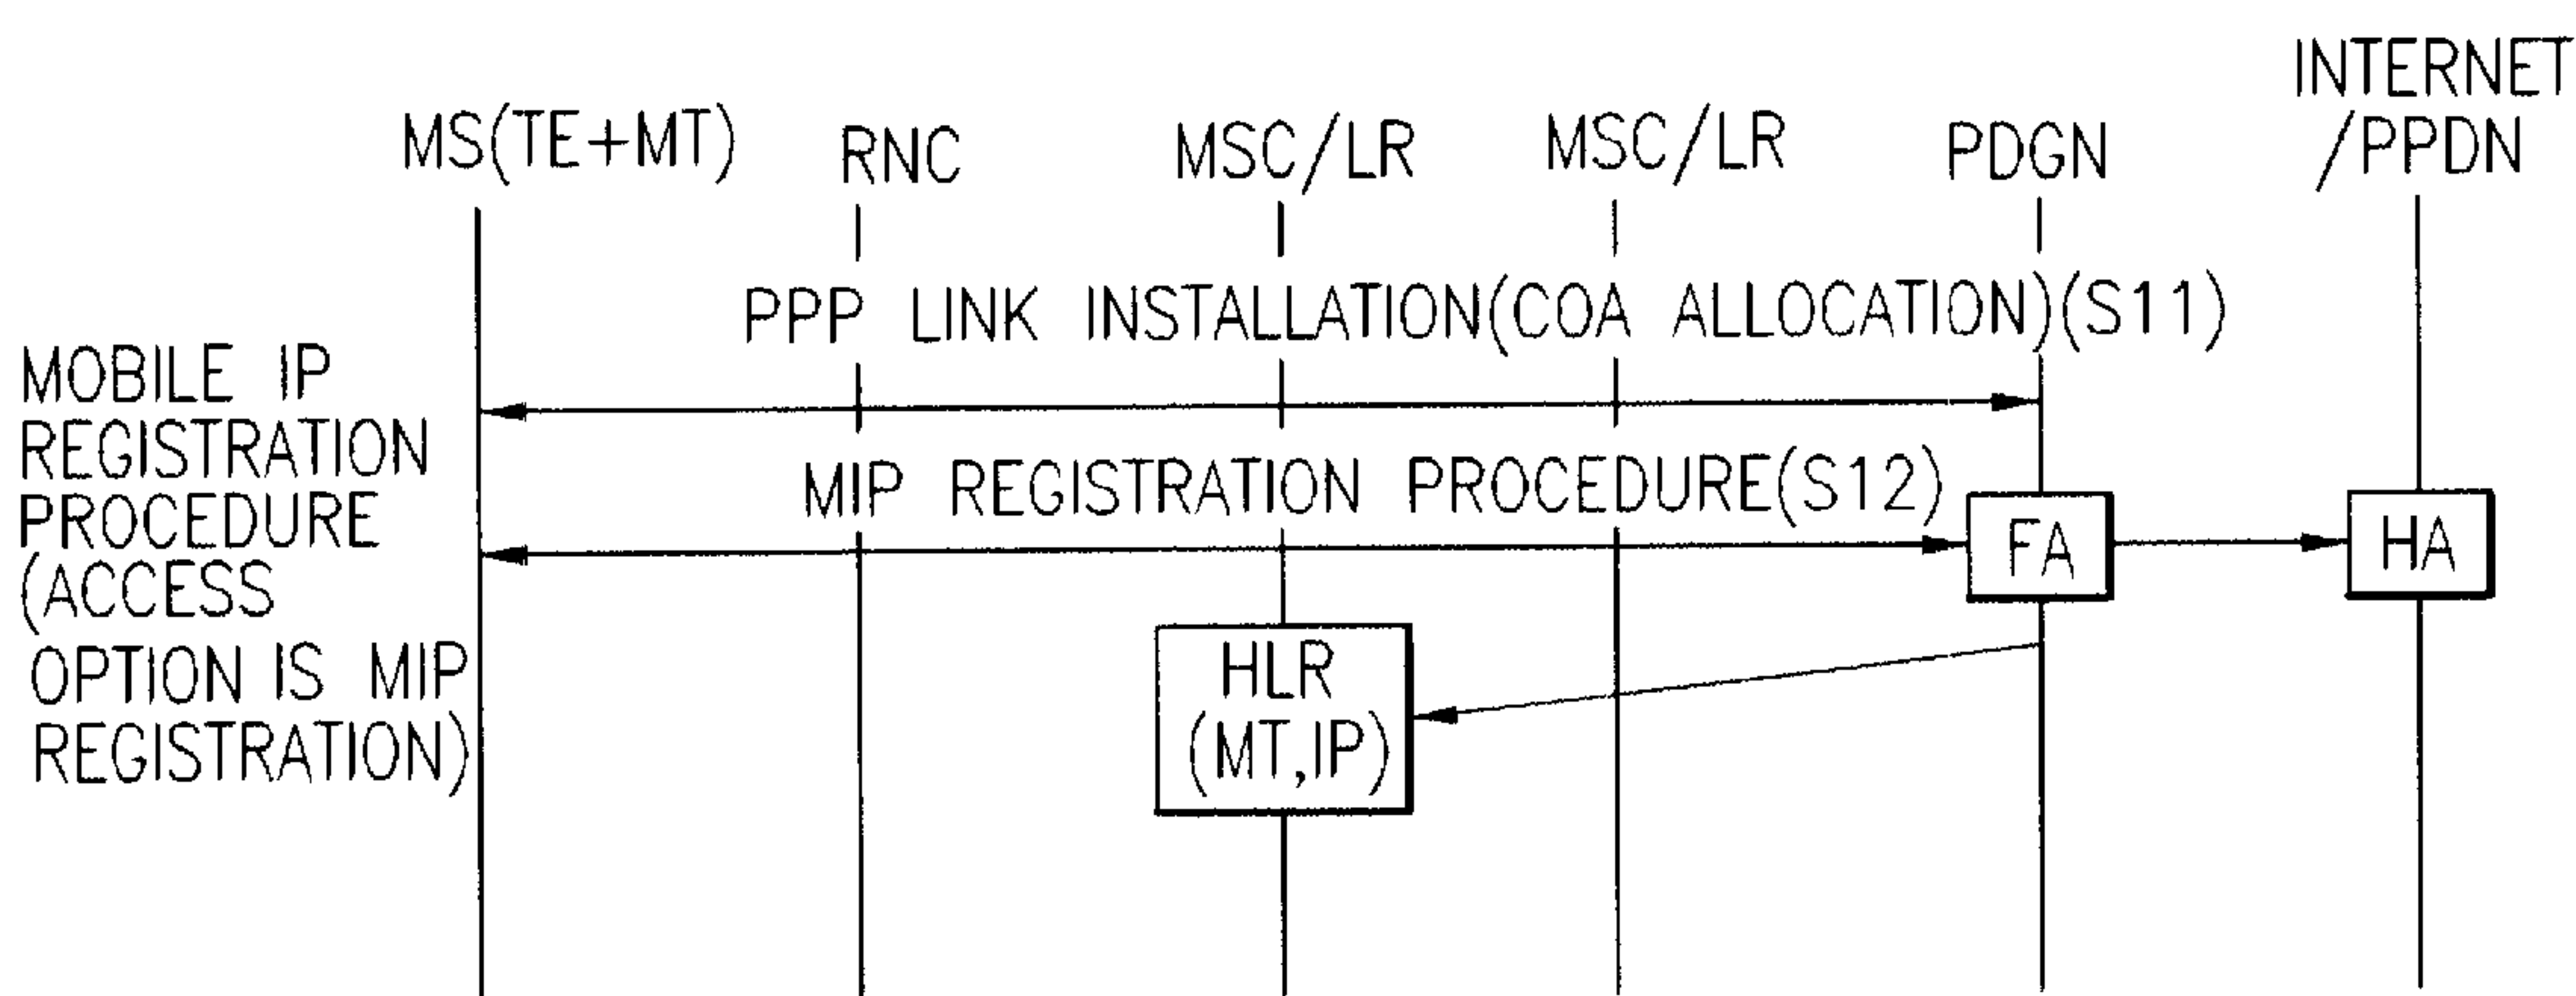 MS(TE+MT)
RNC
MSC/LR
MSC/LR
PDGN
INTERNET
/PPDN
PPP LINK INSTALLATION(COA ALLOCATION)(S11)
MOBILE IP
REGISTRATION
PROCEDURE
(ACCESS
OPTION IS MIP
REGISTRATION)
MIP REGISTRATION PROCEDURE(S12)
FA
HA
HLR
(MT,IP)